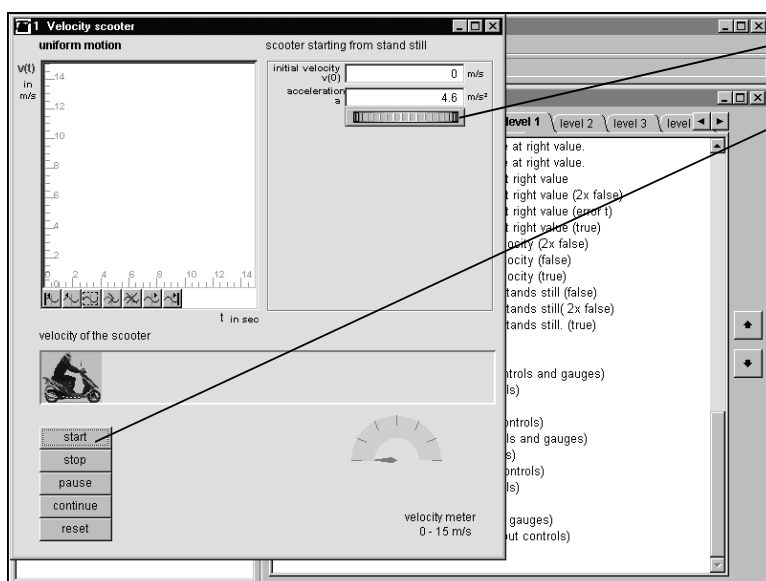 1 Velocity scooter
uniform motion
scooter starting from stand still
v(t)
in
m/s
14
12
10
8
6
4
2
0
0 2 4 6 8 10 12 14
t in sec
initial velocity
v(0)
0 m/s
acceleration
a
4.6 m/s²
velocity of the scooter
start
stop
pause
continue
reset
velocity meter
0 - 15 m/s
level 1 level 2 level 3 level
at right value.
at right value.
t right value
t right value (2x false)
t right value (error t)
t right value (true)
ocity (2x false)
ocity (false)
ocity (true)
tands still (false)
tands still( 2x false)
tands still. (true)
ntrols and gauges)
ls)
ontrols)
ls and gauges)
s)
ontrols)
ls)
gauges)
out controls)